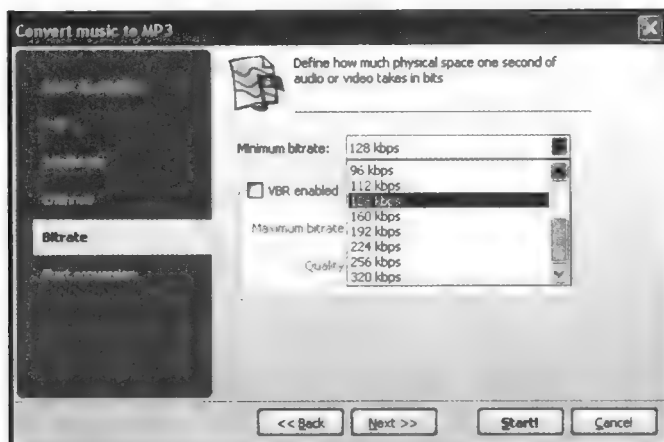 Convert music to MP3
Define how much physical space one second of
audio or video takes in bits
Minimum bitrate: 128 kbps
96 kbps
112 kbps
VBR enabled
128 kbps
160 kbps
Maximum bitrate
192 kbps
224 kbps
Quality
256 kbps
320 kbps
Bitrate
<< Back
Next >>
Start!
Cancel